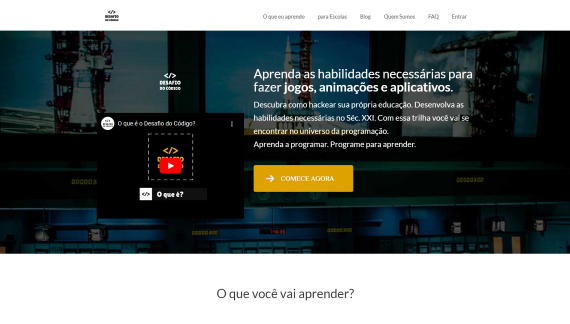 </> DESAFIO DO CÓDIGO
O que eu aprendo para Escolas Blog Quem Somos FAQ Entrar
</>
DESAFIO
DO CÓDIGO
O que é o Desafio do Código?
DESAFIO
</> O que é?
Aprenda as habilidades necessárias para
fazer jogos, animações e aplicativos.
Descubra como hackear sua própria educação. Desenvolva as
habilidades necessárias no Séc. XXI. Com essa trilha você vai se
encontrar no universo da programação.
Aprenda a programar. Programe para aprender.
COMECE AGORA
O que você vai aprender?